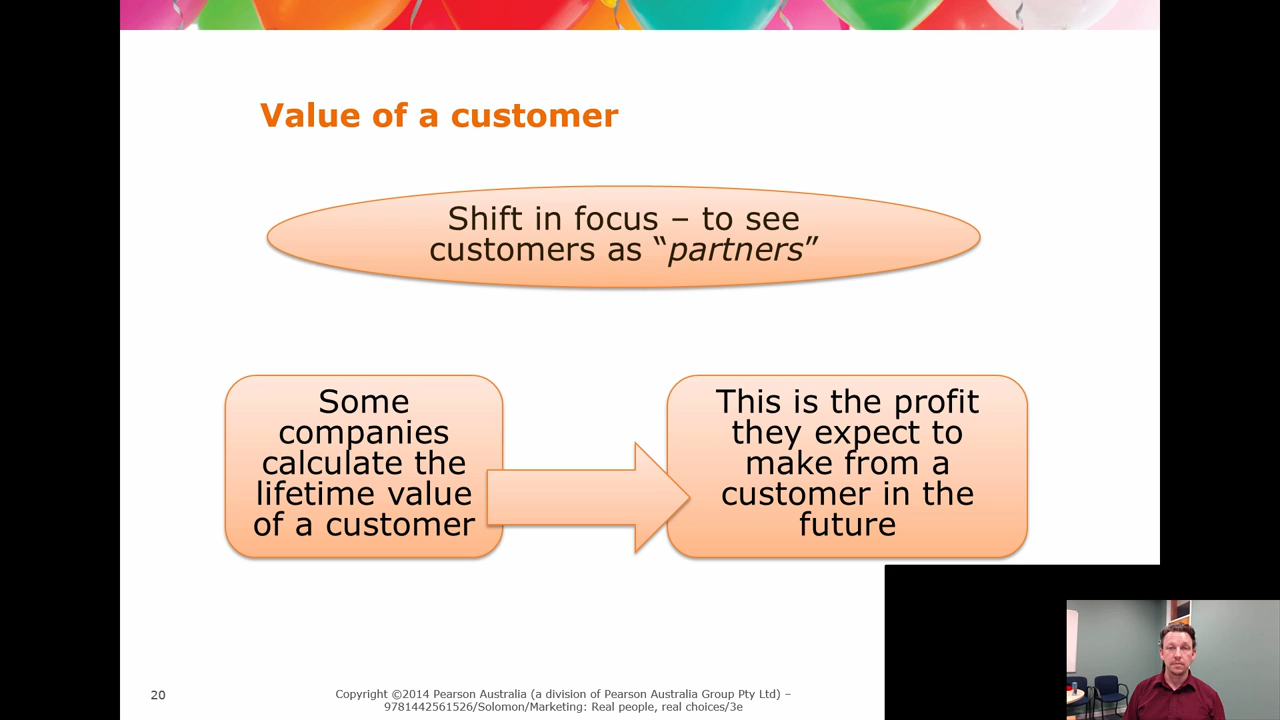 Value of a customer
Shift in focus – to see
customers as “partners”
Some
companies
calculate the
lifetime value
of a customer
This is the profit
they expect to
make from a
customer in the
future
20
Copyright ©2014 Pearson Australia (a division of Pearson Australia Group Pty Ltd) –
9781442561526/Solomon/Marketing: Real people, real choices/3e